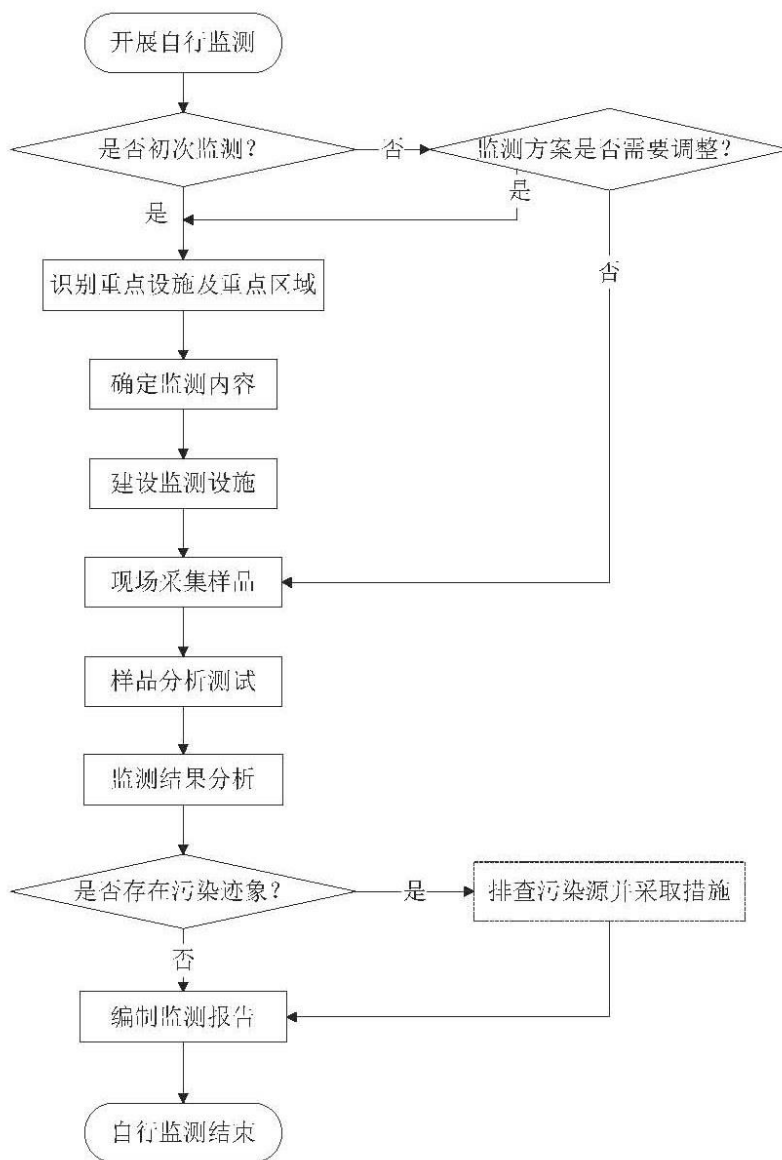 开展自行监测
是否初次监测?
否
监测方案是否需要调整?
是
是
否
识别重点设施及重点区域
确定监测内容
建设监测设施
现场采集样品
样品分析测试
监测结果分析
是否存在污染迹象?
是
排查污染源并采取措施
否
编制监测报告
自行监测结束